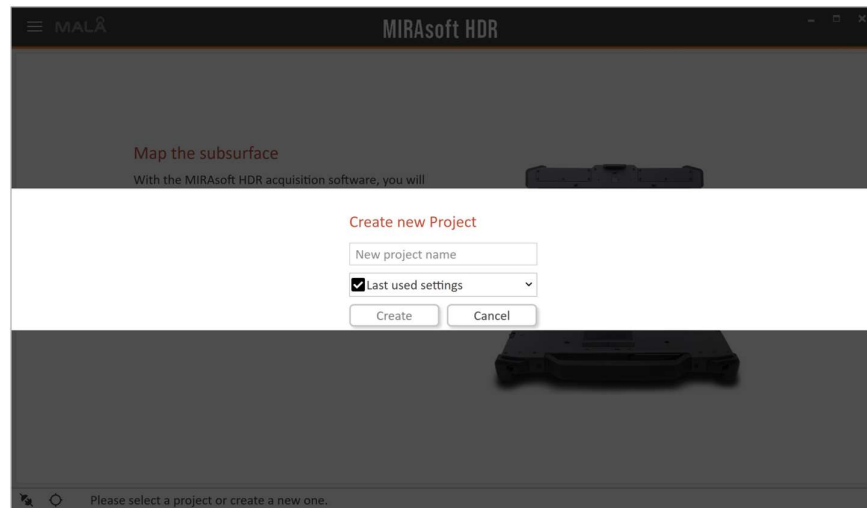 MALÅ
MIRAsoft HDR
Map the subsurface
With the MIRAsoft HDR acquisition software, you will
Create new Project
New project name
Last used settings
Create Cancel
Please select a project or create a new one.